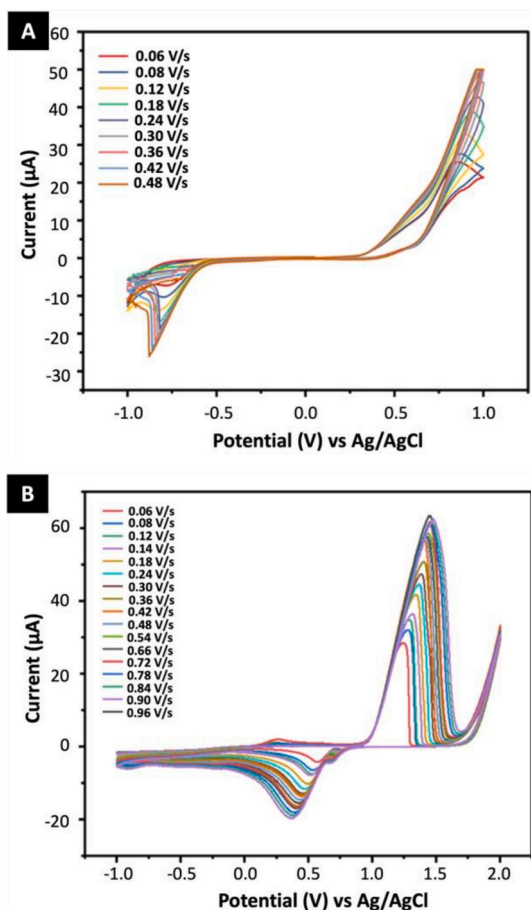 A
60
50
40
30
20
10
0
-10
-20
-30
Current (µA)
0.06 V/s
0.08 V/s
0.12 V/s
0.18 V/s
0.24 V/s
0.30 V/s
0.36 V/s
0.42 V/s
0.48 V/s
-1.0 -0.5 0.0 0.5 1.0
Potential (V) vs Ag/AgCl
B
60
40
20
0
-20
Current (µA)
0.06 V/s
0.08 V/s
0.12 V/s
0.14 V/s
0.18 V/s
0.24 V/s
0.30 V/s
0.36 V/s
0.42 V/s
0.48 V/s
0.54 V/s
0.66 V/s
0.72 V/s
0.78 V/s
0.84 V/s
0.90 V/s
0.96 V/s
-1.0 -0.5 0.0 0.5 1.0 1.5 2.0
Potential (V) vs Ag/AgCl